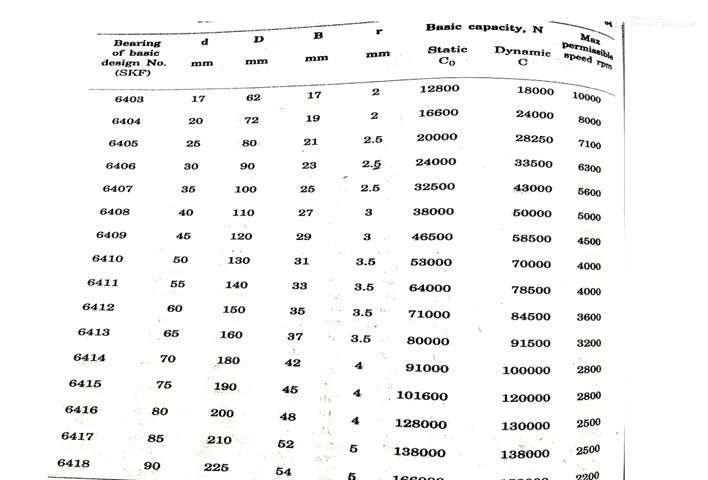 Bearing of basic design No. (SKF) d mm D mm B mm r mm Basic capacity, N Static C₀ Dynamic C Max permissible speed rpm
6403 17 62 17 2 12800 18000 10000
6404 20 72 19 2 16600 24000 8000
6405 25 80 21 2.5 20000 28250 7100
6406 30 90 23 2.5 24000 33500 6300
6407 35 100 25 2.5 32500 43000 5600
6408 40 110 27 3 38000 50000 5000
6409 45 120 29 3 46500 58500 4500
6410 50 130 31 3.5 53000 70000 4000
6411 55 140 33 3.5 64000 78500 4000
6412 60 150 35 3.5 71000 84500 3600
6413 65 160 37 3.5 80000 91500 3200
6414 70 180 42 4 91000 100000 2800
6415 75 190 45 4 101600 120000 2800
6416 80 200 48 4 128000 130000 2500
6417 85 210 52 5 138000 138000 2500
6418 90 225 54 5 2200